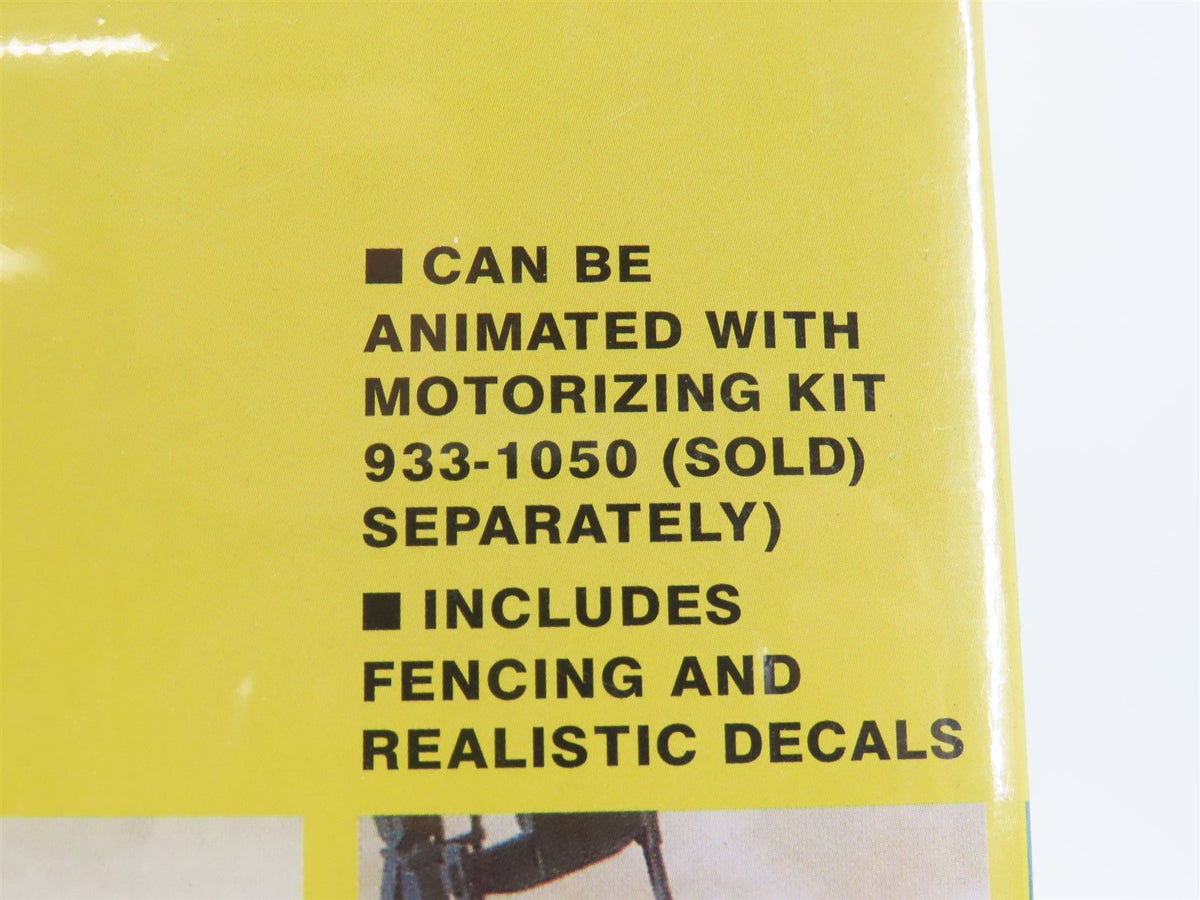 ■ CAN BE
ANIMATED WITH
MOTORIZING KIT
933-1050 (SOLD)
SEPARATELY)
■ INCLUDES
FENCING AND
REALISTIC DECALS